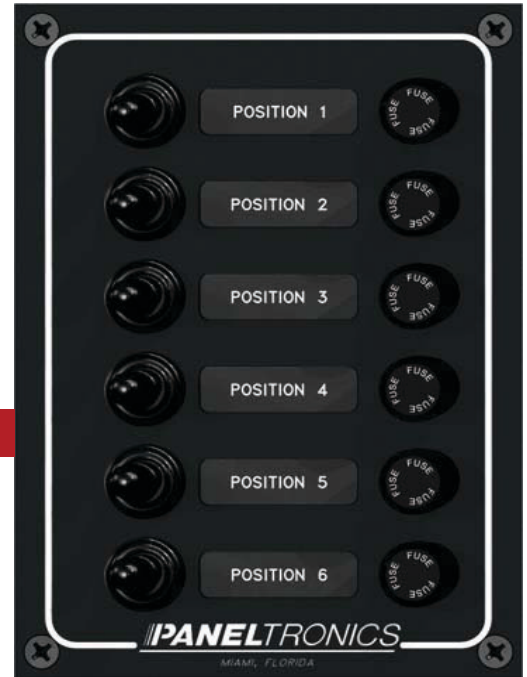 POSITION 1 FUSE FUSE FUSE
POSITION 2 FUSE FUSE FUSE
POSITION 3 FUSE FUSE FUSE
POSITION 4 FUSE FUSE FUSE
POSITION 5 FUSE FUSE FUSE
POSITION 6 FUSE FUSE FUSE
PANELTRONICS
MIAMI, FLORIDA